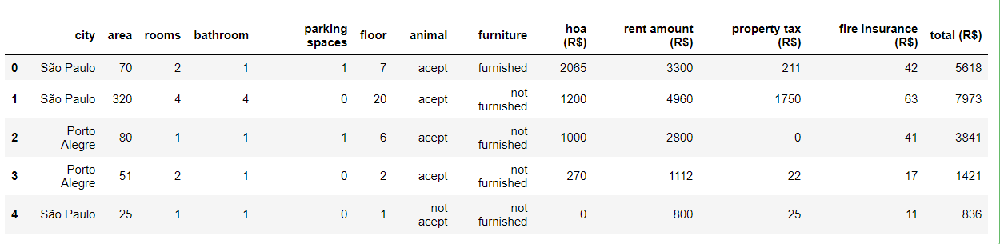 city area rooms bathroom parking spaces floor animal furniture hoa (R$) rent amount (R$) property tax (R$) fire insurance (R$) total (R$)
0 São Paulo 70 2 1 1 7 acept furnished 2065 3300 211 42 5618
1 São Paulo 320 4 4 0 20 acept not furnished 1200 4960 1750 63 7973
2 Porto Alegre 80 1 1 1 6 acept not furnished 1000 2800 0 41 3841
3 Porto Alegre 51 2 1 0 2 acept not furnished 270 1112 22 17 1421
4 São Paulo 25 1 1 0 1 not acept not furnished 0 800 25 11 836